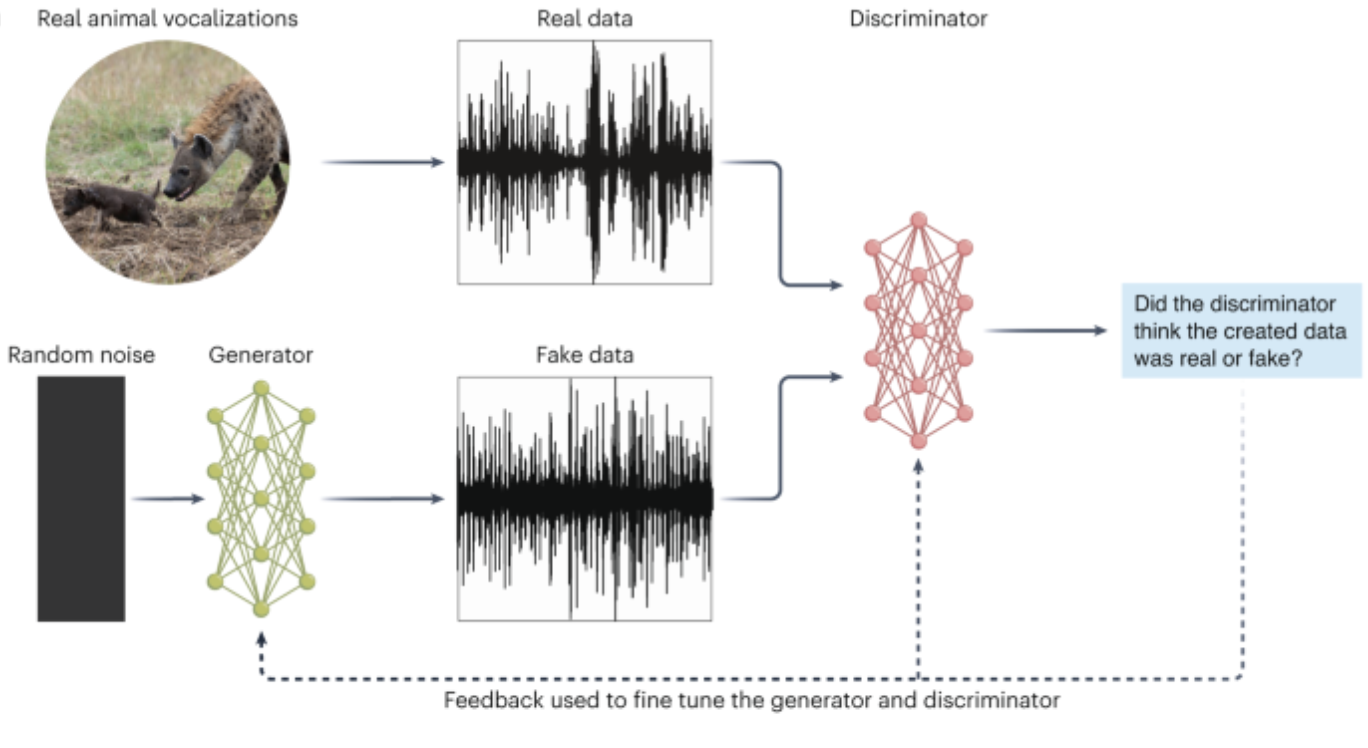 Real animal vocalizations
Real data
Discriminator
Did the discriminator
think the created data
was real or fake?
Random noise
Generator
Fake data
Feedback used to fine tune the generator and discriminator